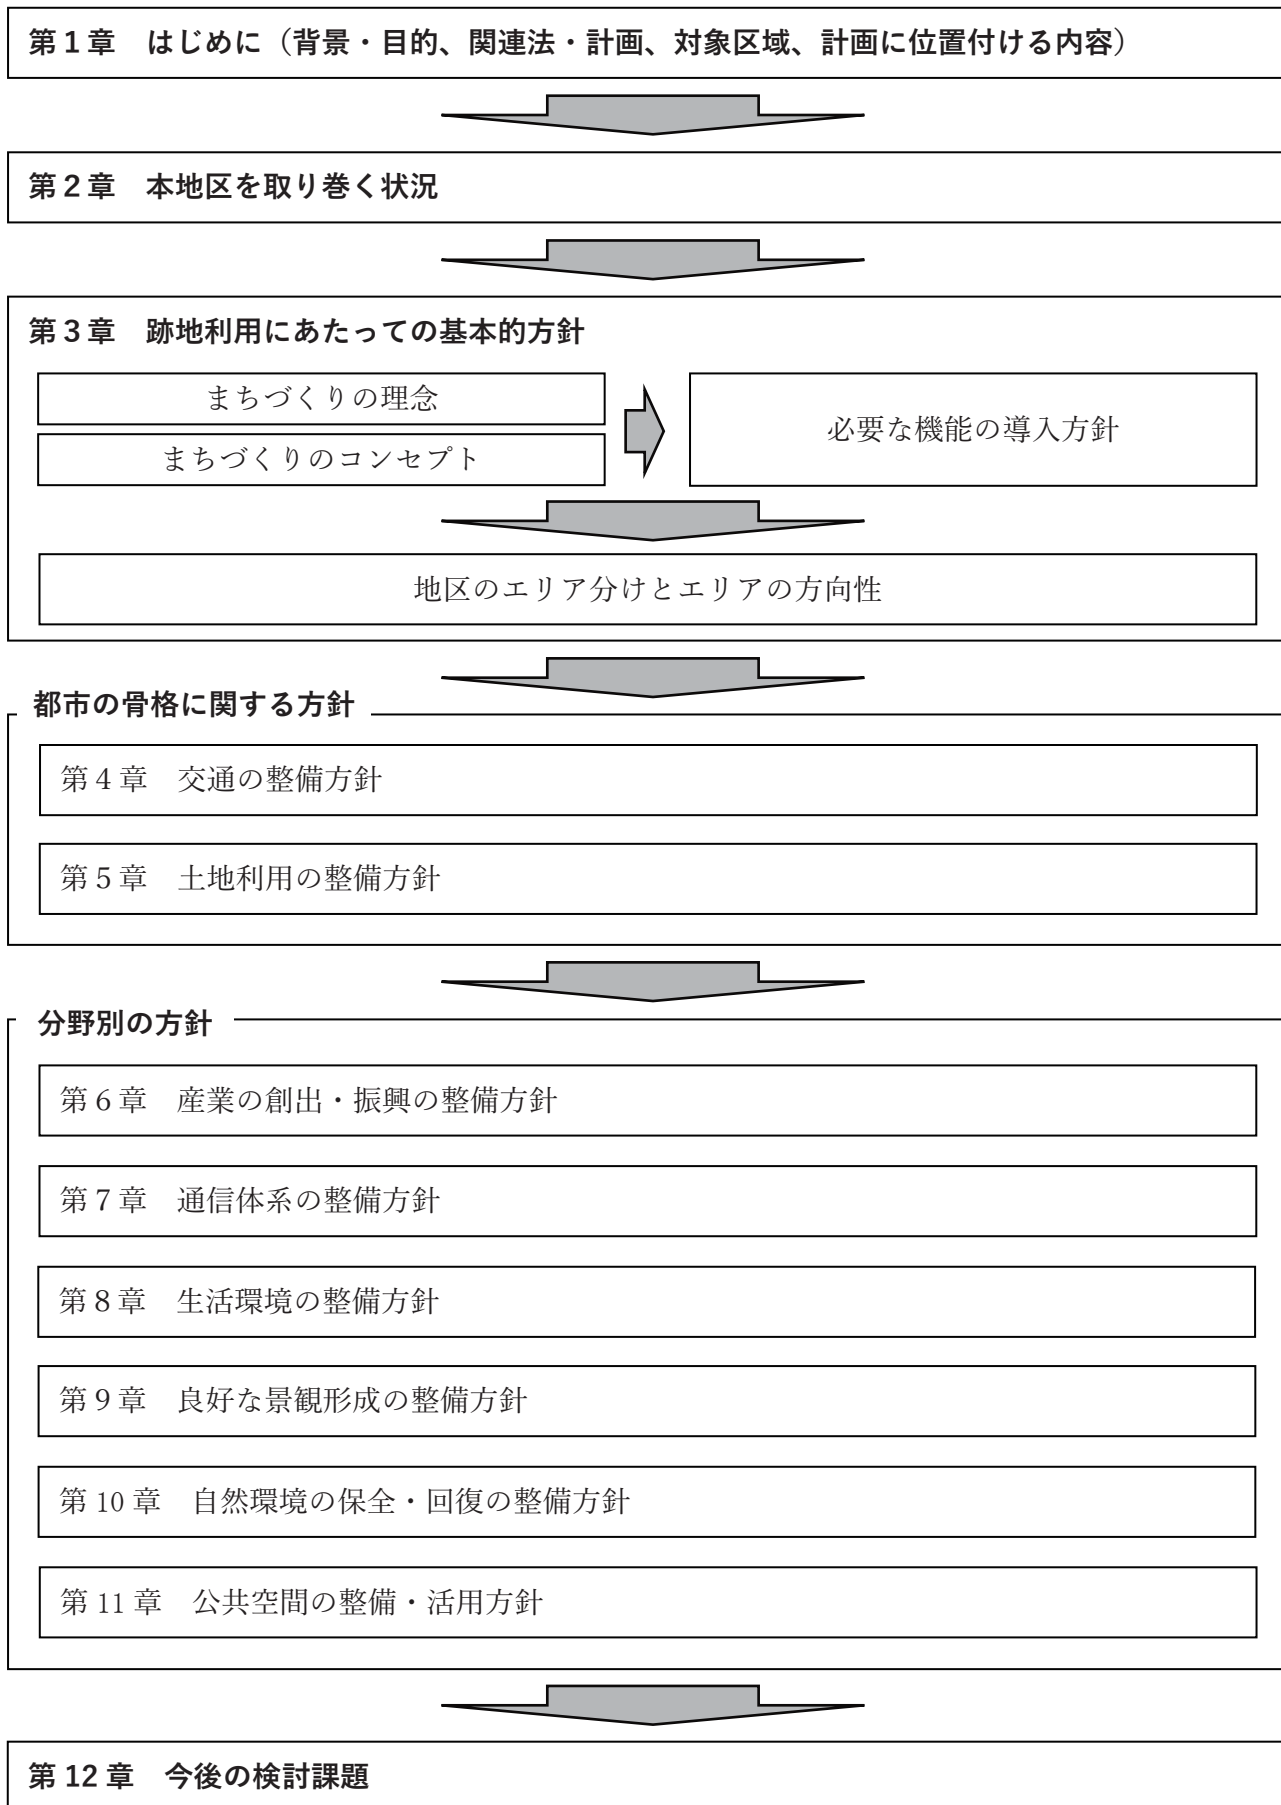 第1章　はじめに（背景・目的、関連法・計画、対象区域、計画に位置付ける内容）
第2章　本地区を取り巻く状況
第3章　跡地利用にあたっての基本的方針
まちづくりの理念
まちづくりのコンセプト
必要な機能の導入方針
地区のエリア分けとエリアの方向性
都市の骨格に関する方針
第4章　交通の整備方針
第5章　土地利用の整備方針
分野別の方針
第6章　産業の創出・振興の整備方針
第7章　通信体系の整備方針
第8章　生活環境の整備方針
第9章　良好な景観形成の整備方針
第 10 章　自然環境の保全・回復の整備方針
第 11 章　公共空間の整備・活用方針
第 12 章　今後の検討課題